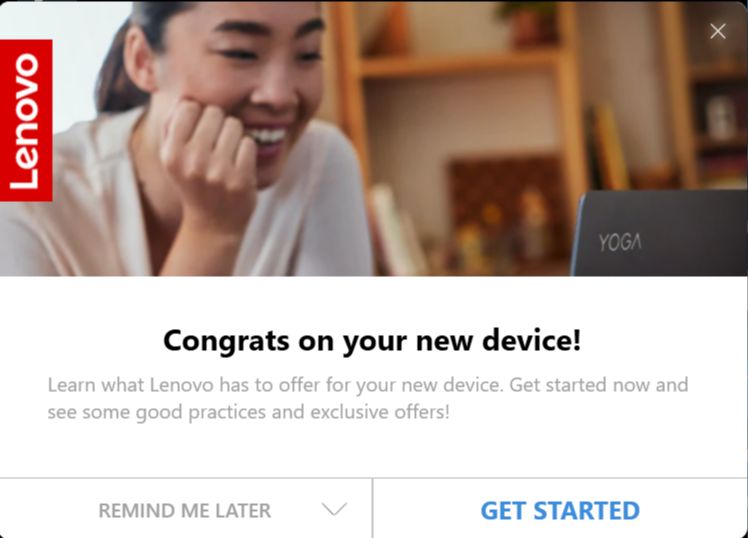 Lenovo
YOGA
Congrats on your new device!
Learn what Lenovo has to offer for your new device. Get started now and
see some good practices and exclusive offers!
REMIND ME LATER
GET STARTED